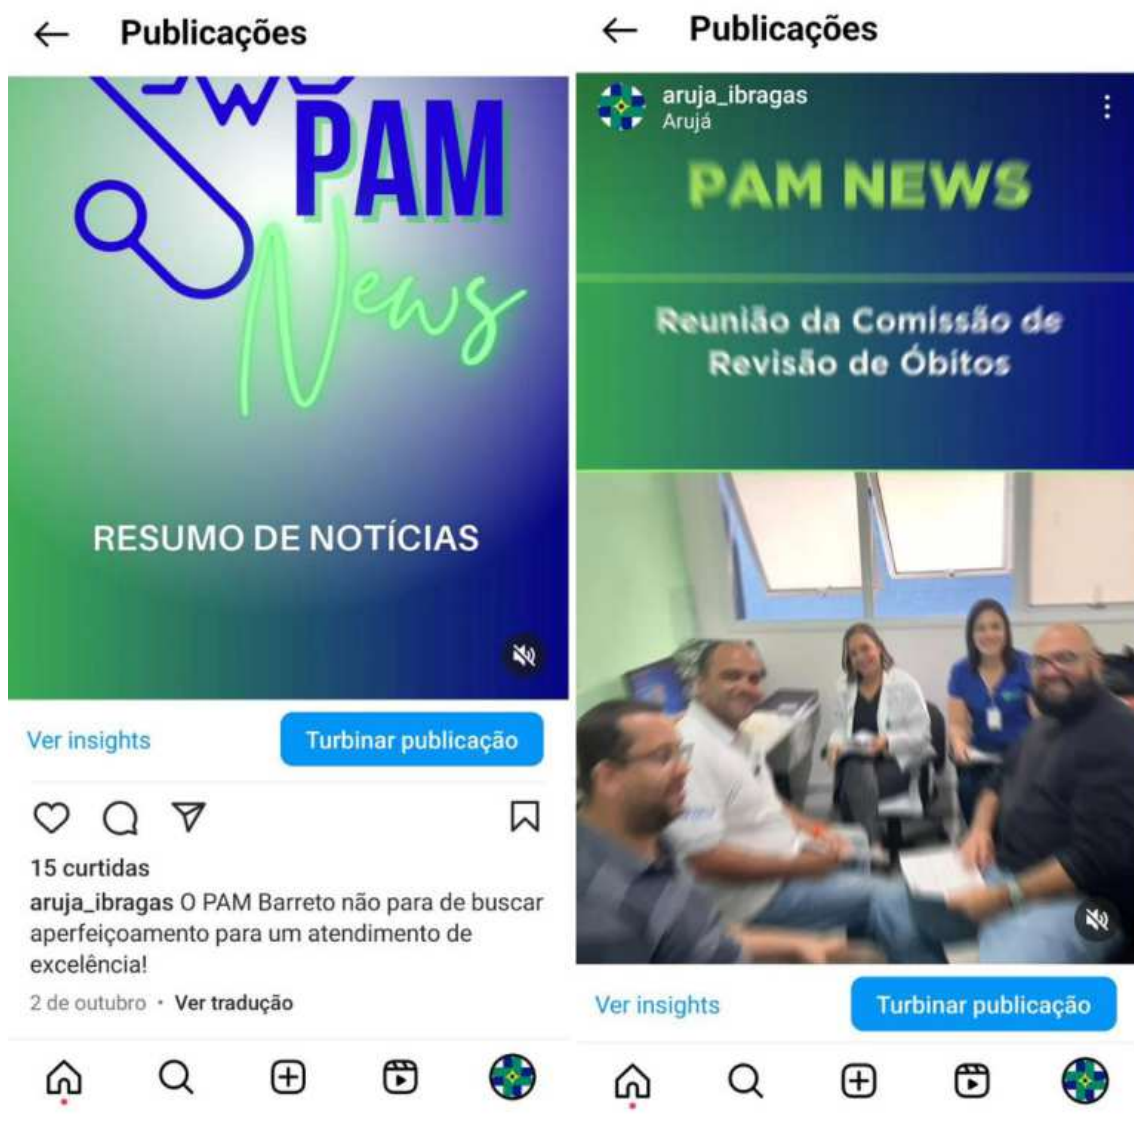 Publicações
PAM
News
RESUMO DE NOTÍCIAS
Ver insights
Turbinar publicação
15 curtidas
aruja_ibragas O PAM Barreto não para de buscar
aperfeiçoamento para um atendimento de
excelência!
2 de outubro • Ver tradução
Publicações
aruja_ibragas
Arujá
PAM NEWS
Reunião da Comissão de
Revisão de Óbitos
Ver insights
Turbinar publicação